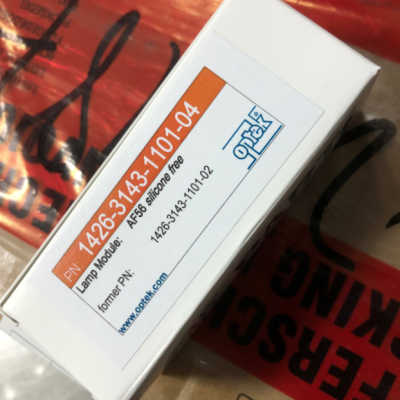 optek
PN: 1426-3143-1101-04
Lamp Module: AF56 silicone free
former PN: 1426-3143-1101-02
www.optek.com